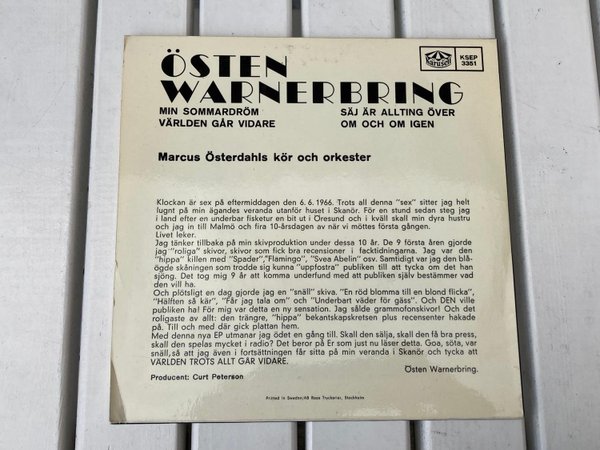 ÖSTEN
WARNERBRING
Karusell
KSEP
3351
MIN SOMMARDRÖM
VÄRLDEN GÅR VIDARE
SÄJ ÄR ALLTING ÖVER
OM OCH OM IGEN
Marcus Österdahls kör och orkester
Klockan är sex på eftermiddagen den 6. 6. 1966. Trots all denna "sex" sitter jag helt
lugnt på min ägandes veranda utanför huset i Skanör. För en stund sedan steg jag
i land efter en underbar fisketur en bit ut i Öresund och i kväll skall min dyra hustru
och jag in till Malmö och fira 10-årsdagen av när vi möttes första gången.
Livet leker.
Jag tänker tillbaka på min skivproduktion under dessa 10 år. De 9 första åren gjorde
jag "roliga" skivor, skivor som fick bra recensioner i facktidningarna. Jag var den
"hippa" killen med "Spader","Flamingo", "Svea Abelin" osv. Samtidigt var jag den blå-
ögde skåningen som trodde sig kunna "uppfostra" publiken till att tycka om det han
sjöng. Det tog mig 9 år att komma underfund med att publiken själv bestämmer vad
den vill ha.
Och plötsligt en dag gjorde jag en "snäll" skiva. "En röd blomma till en blond flicka",
"Hälften så kär", "Får jag tala om" och "Underbart väder för gäss". Och DEN ville
publiken ha! För mig var detta en ny sensation. Jag sålde grammofonskivor! Och det
roligaste av allt: den trängre, "hippa" bekantskapskretsen plus recensenter hakade
på. Till och med där gick plattan hem.
Med denna nya EP utmanar jag ödet en gång till. Skall den sälja, skall den få bra press,
skall den spelas mycket i radio? Det beror på Er som just nu läser detta. Goa, söta, var
snäll,så att jag även i fortsättningen får sitta på min veranda i Skanör och tycka att
VÄRLDEN TROTS ALLT GÅR VIDARE.
Östen Warnerbring.
Producent: Curt Peterson
Printed in Sweden/AB Roos Tryckerier, Stockholm